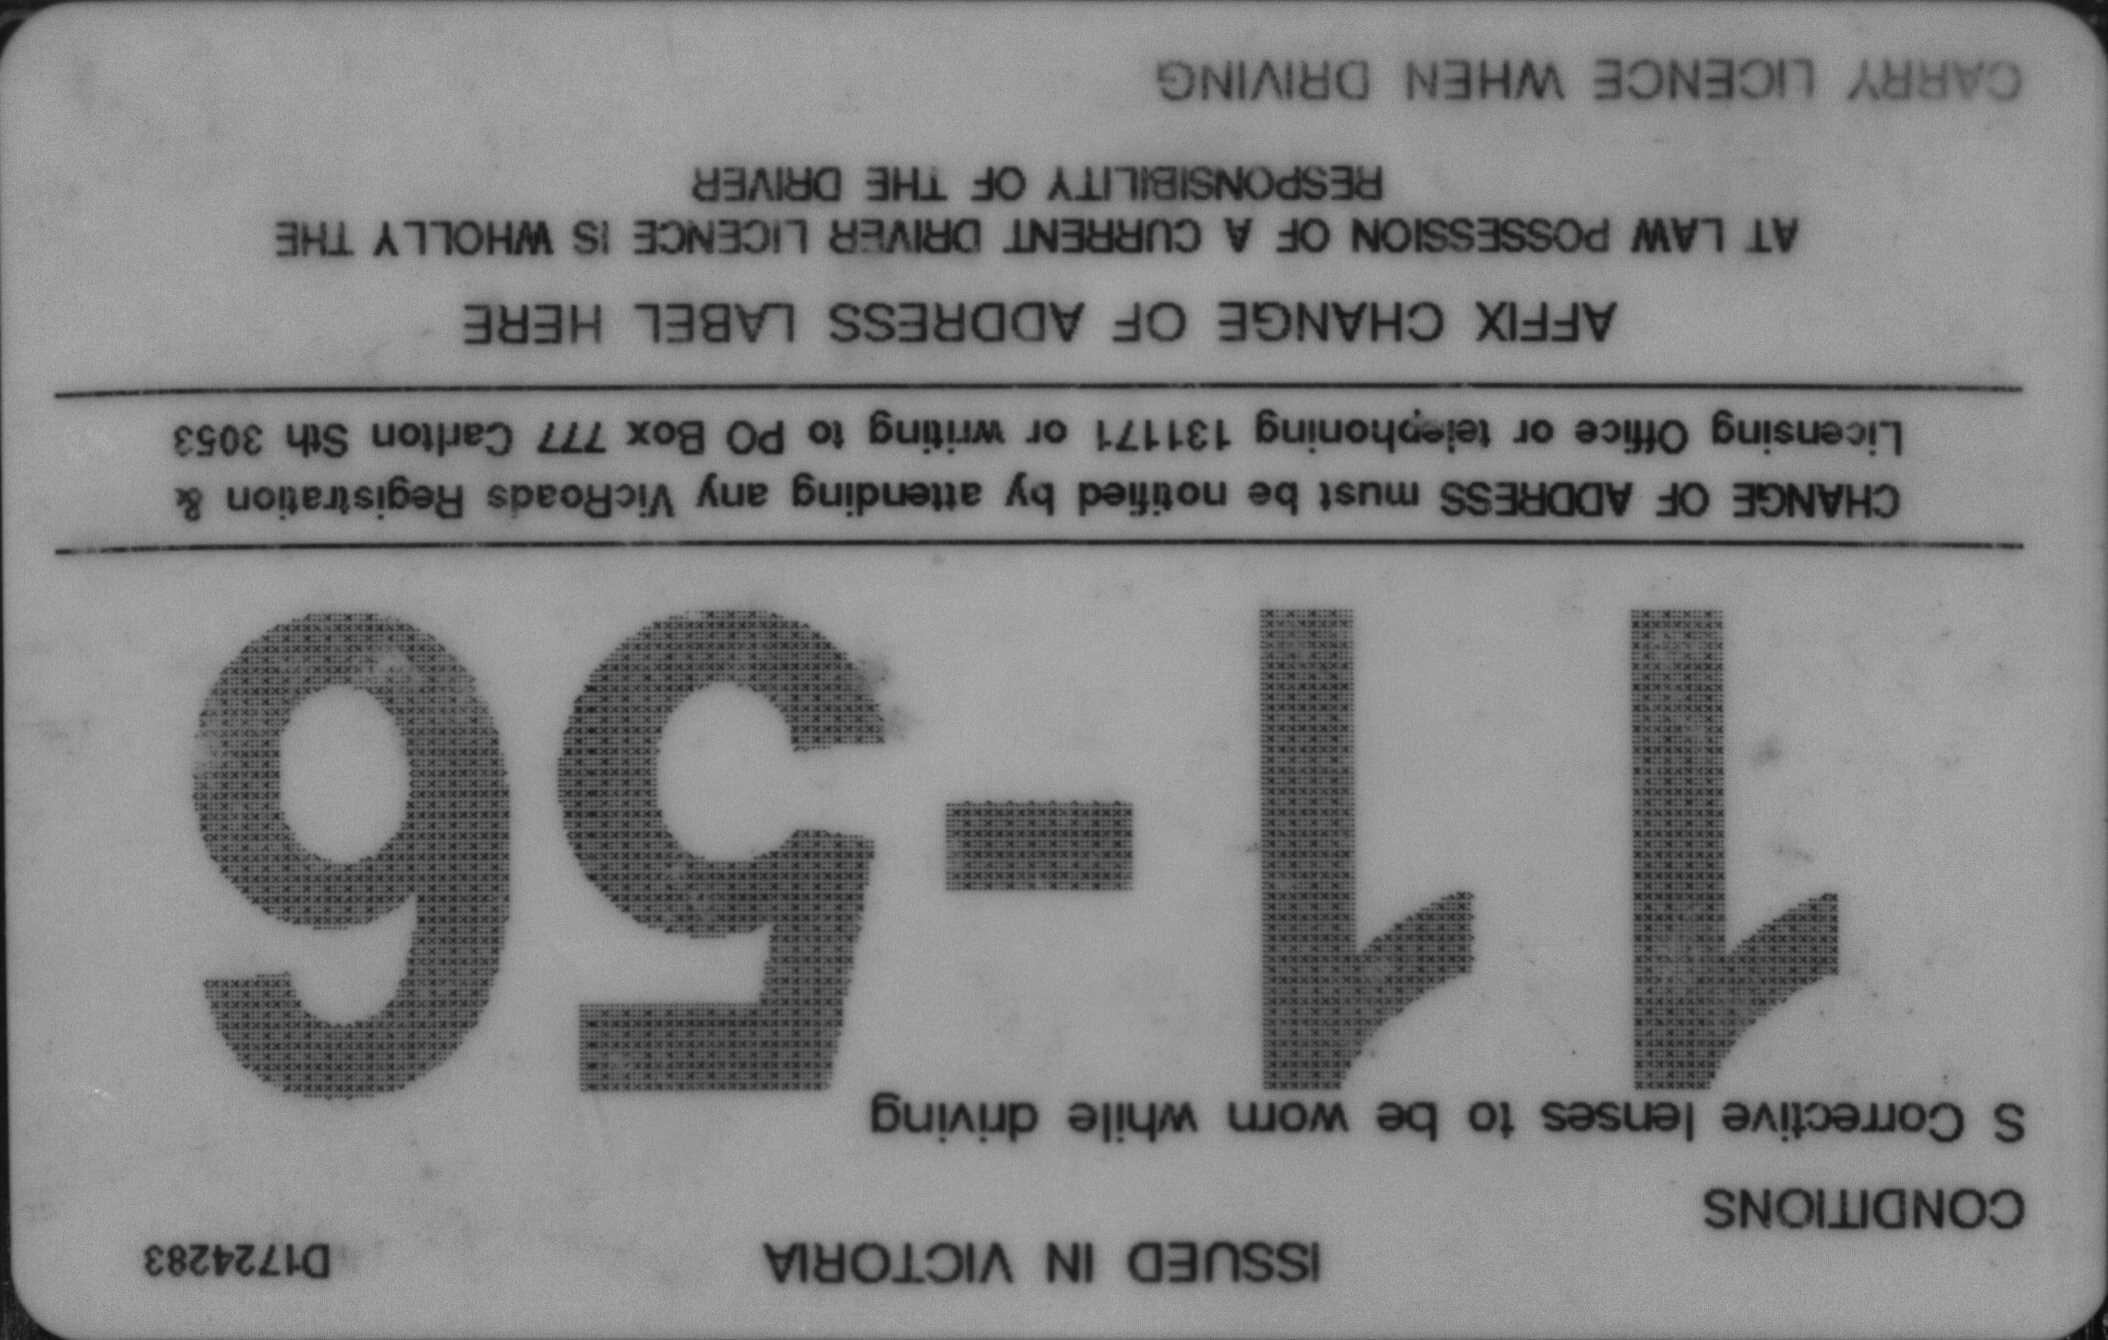 ISSUED IN VICTORIA
D1724283
CONDITIONS
S Corrective lenses to be worn while driving
11-56
CHANGE OF ADDRESS must be notified by attending any VicRoads Registration &
Licensing Office or telephoning 131171 or writing to PO Box 777 Carlton Sth 3053
AFFIX CHANGE OF ADDRESS LABEL HERE
AT LAW POSSESSION OF A CURRENT DRIVER LICENCE IS WHOLLY THE
RESPONSIBILITY OF THE DRIVER
CARRY LICENCE WHEN DRIVING